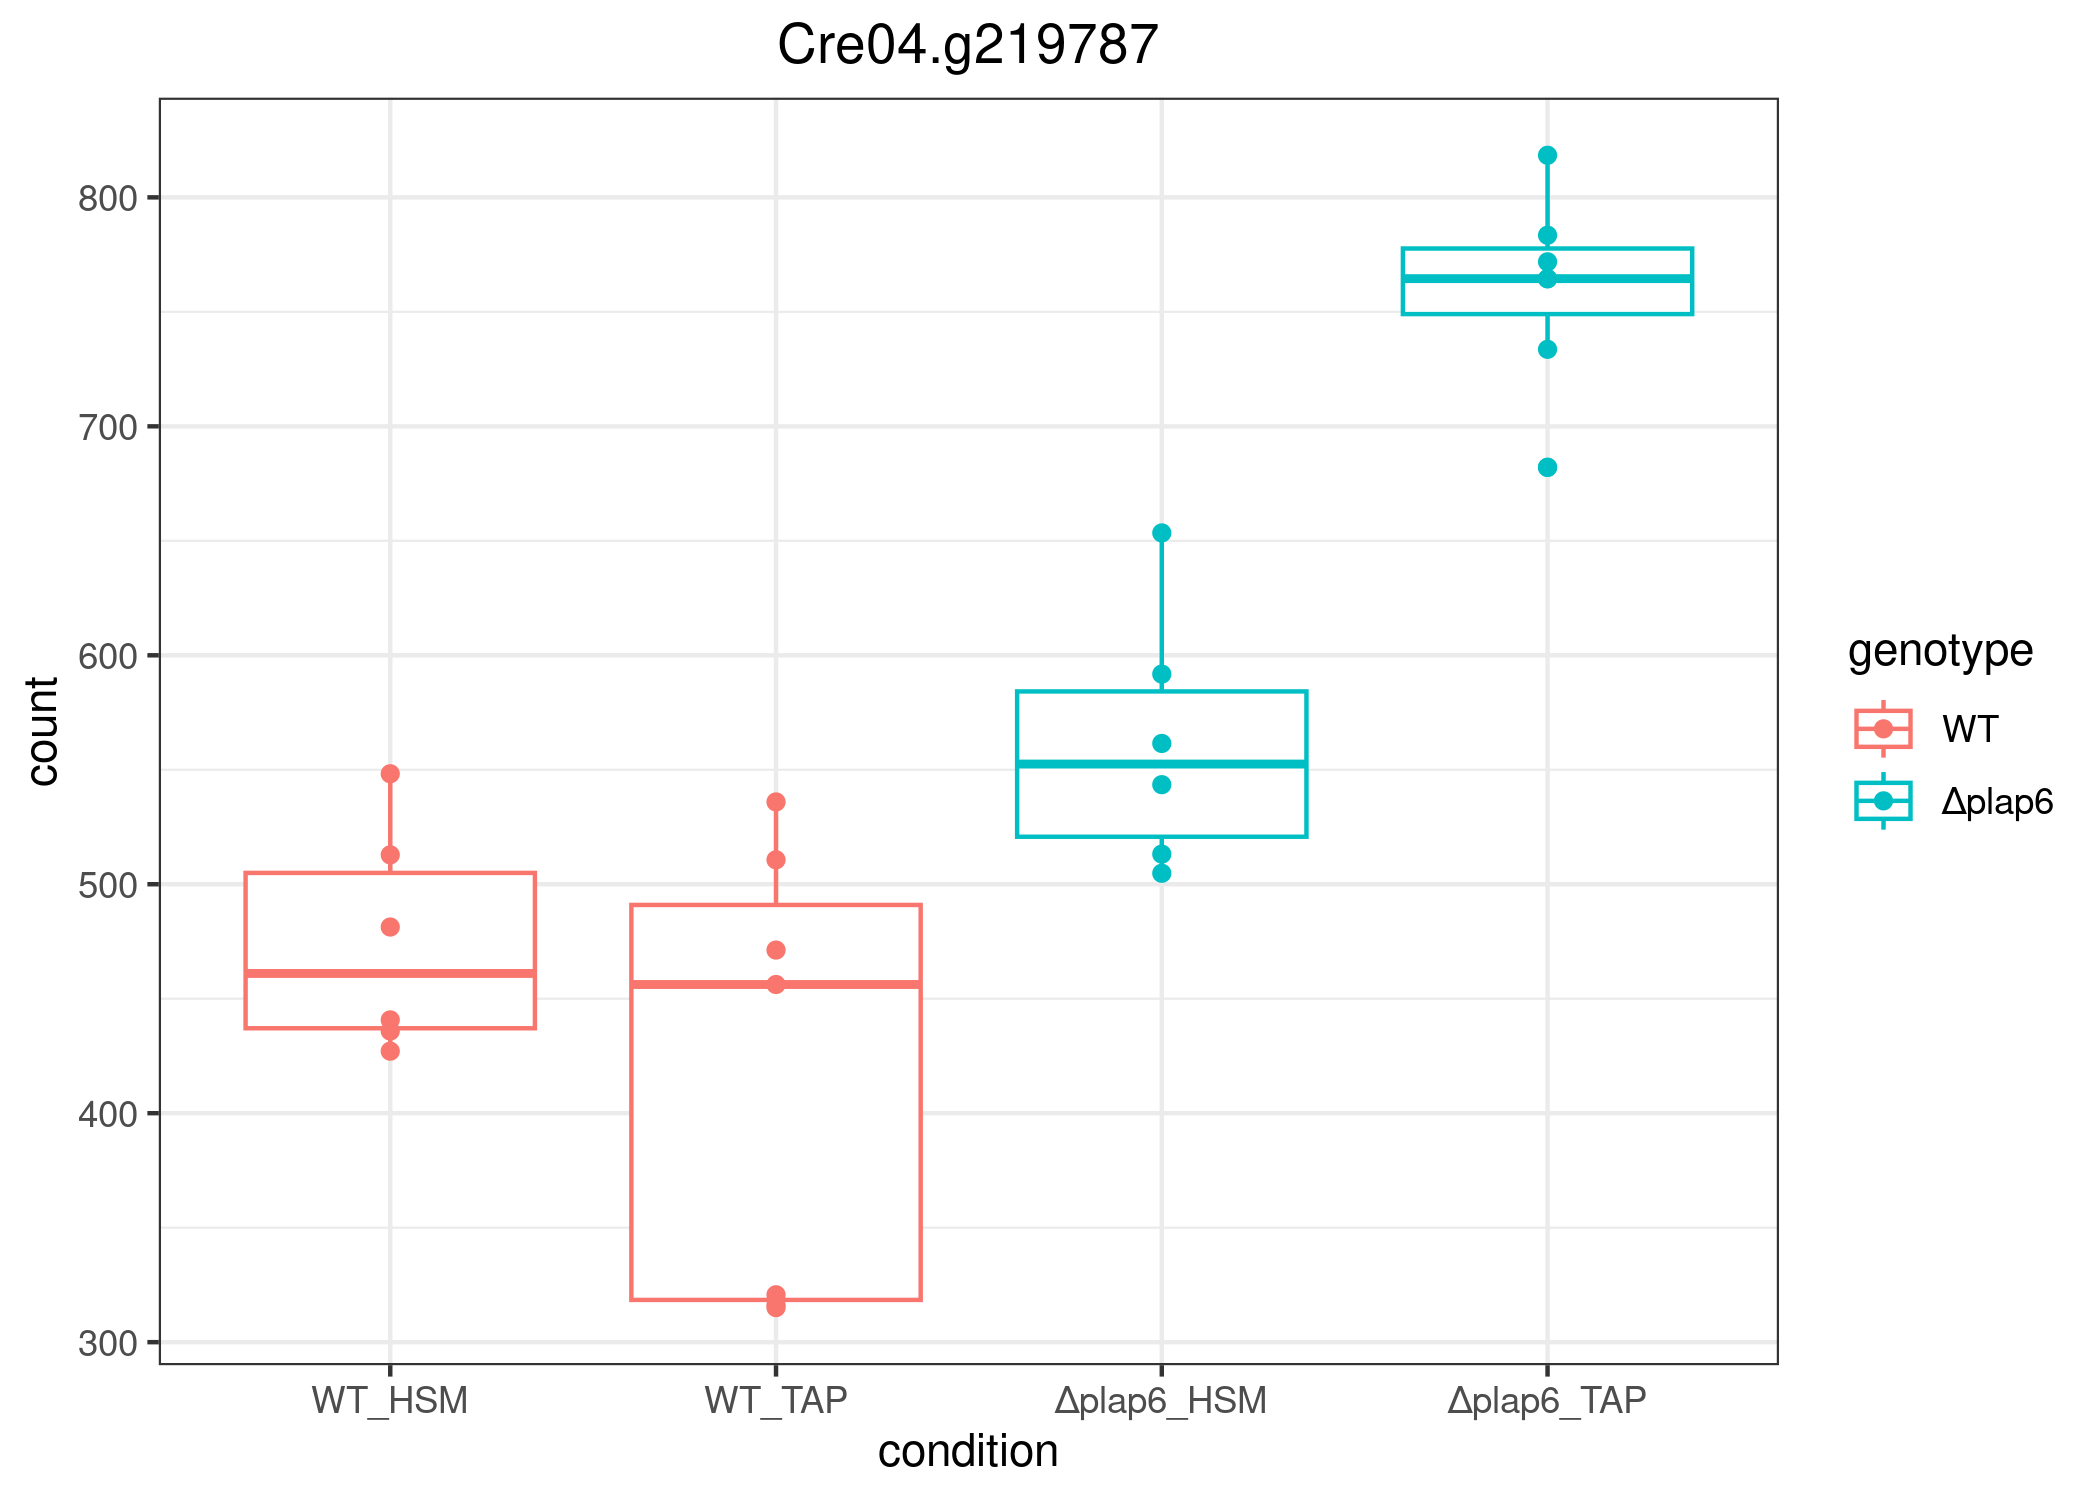 Cre04.g219787
count
800
700
600
500
400
300
WT_HSM
WT_TAP
Δplap6_HSM
Δplap6_TAP
condition
genotype
WT
Δplap6